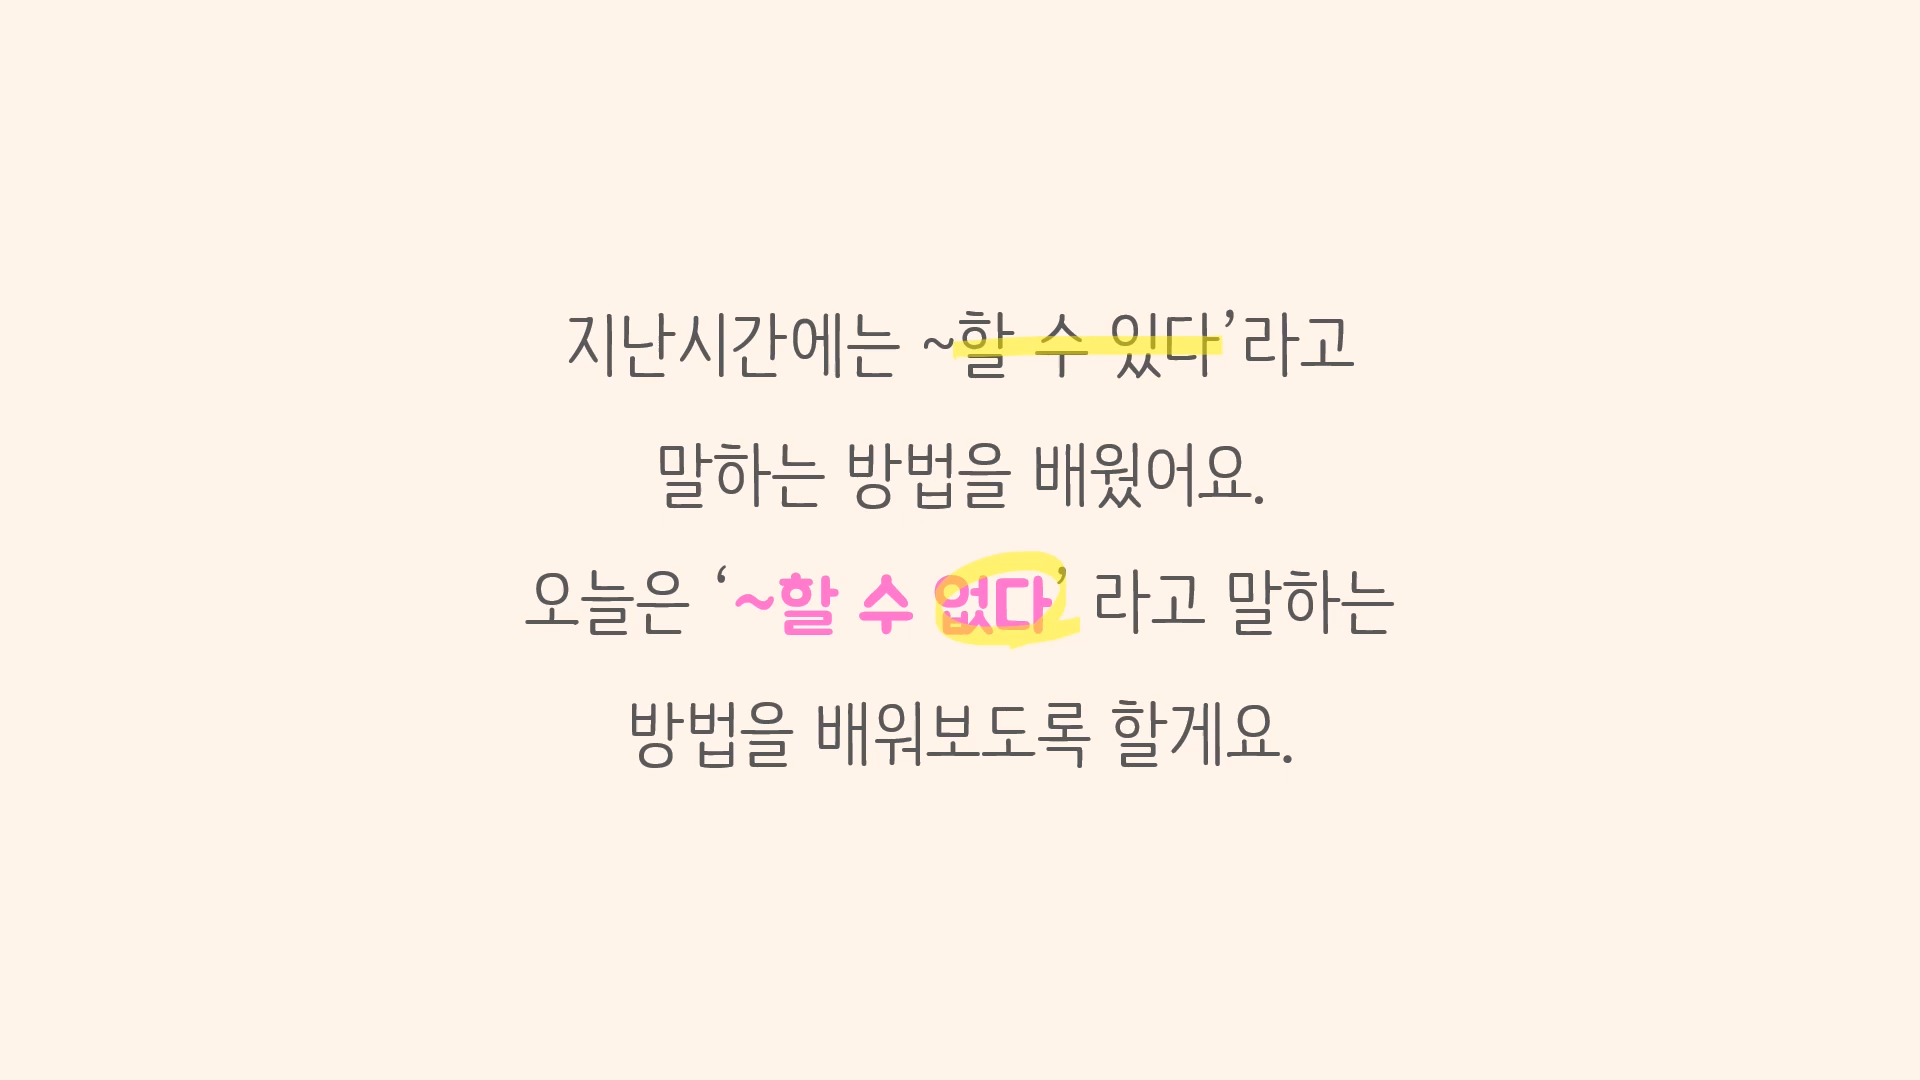 지난시간에는 ~할 수 있다’라고
말하는 방법을 배웠어요.
오늘은 ‘~할 수 없다’ 라고 말하는
방법을 배워보도록 할게요.